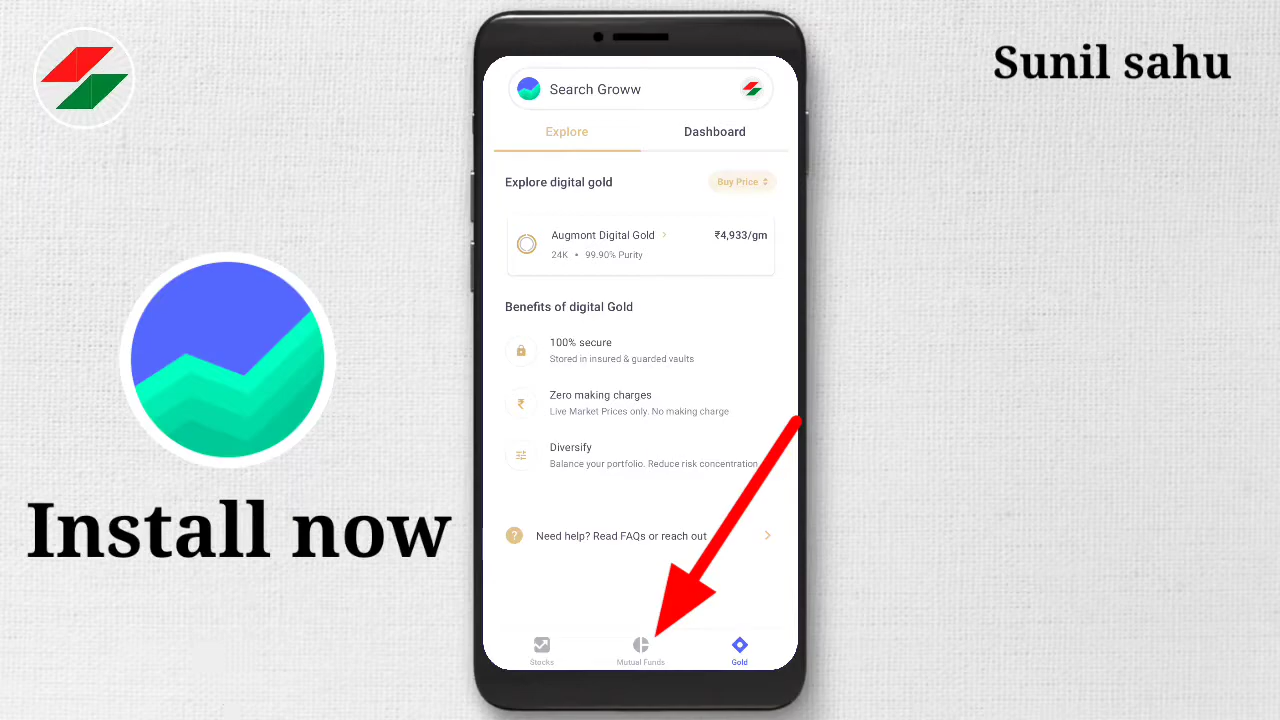 Sunil sahu
Search Groww
Explore Dashboard
Explore digital gold Buy Price
Augmont Digital Gold ₹4,933/gm
24K • 99.90% Purity
Benefits of digital Gold
100% secure
Stored in insured & guarded vaults
Zero making charges
Live Market Prices only. No making charge
Diversify
Balance your portfolio. Reduce risk concentration
Install now
Need help? Read FAQs or reach out
Stocks Mutual Funds Gold